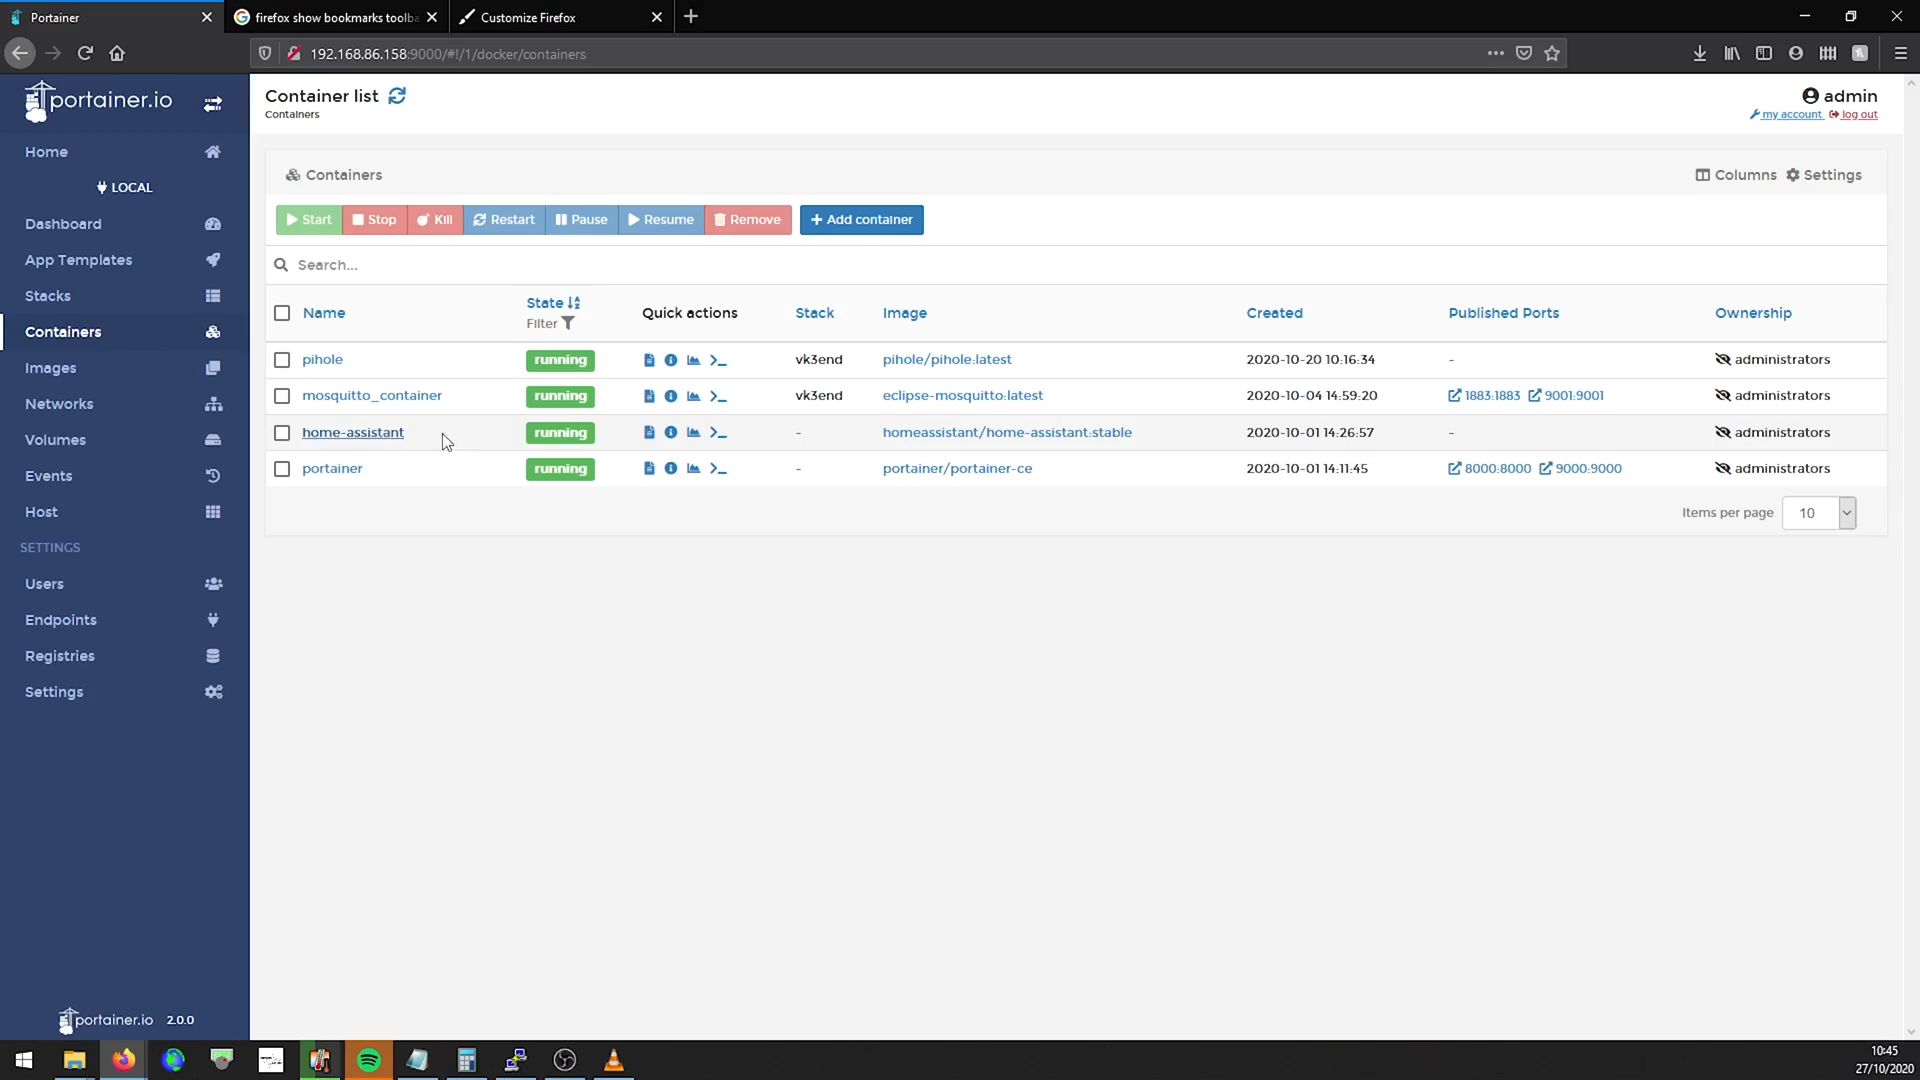 Portainer
firefox show bookmarks toolba
Customize Firefox
192.168.86.158:9000/#!/1/docker/containers
portainer.io
Container list
Containers
admin
my account
log out
Home
LOCAL
Dashboard
App Templates
Stacks
Containers
Images
Networks
Volumes
Events
Host
SETTINGS
Users
Endpoints
Registries
Settings
portainer.io 2.0.0
Containers
Columns Settings
Start Stop Kill Restart Pause Resume Remove Add container
Search...
Name State Filter Quick actions Stack Image Created Published Ports Ownership
pihole running vk3end pihole/pihole:latest 2020-10-20 10:16:34 - administrators
mosquitto_container running vk3end eclipse-mosquitto:latest 2020-10-04 14:59:20 1883:1883 9001:9001 administrators
home-assistant running - homeassistant/home-assistant:stable 2020-10-01 14:26:57 - administrators
portainer running - portainer/portainer-ce 2020-10-01 14:11:45 8000:8000 9000:9000 administrators
Items per page 10
10:45
27/10/2020